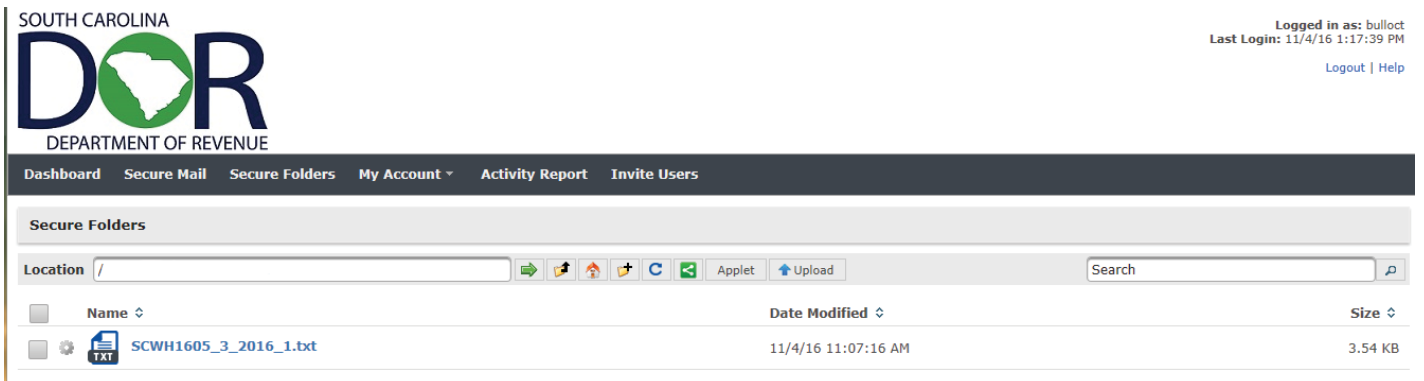 SOUTH CAROLINA
DOR
DEPARTMENT OF REVENUE
Logged in as: bulloct
Last Login: 11/4/16 1:17:39 PM
Logout | Help
Dashboard Secure Mail Secure Folders My Account Activity Report Invite Users
Secure Folders
Location / Applet Upload Search
Name Date Modified Size
TXT SCWH1605_3_2016_1.txt 11/4/16 11:07:16 AM 3.54 KB